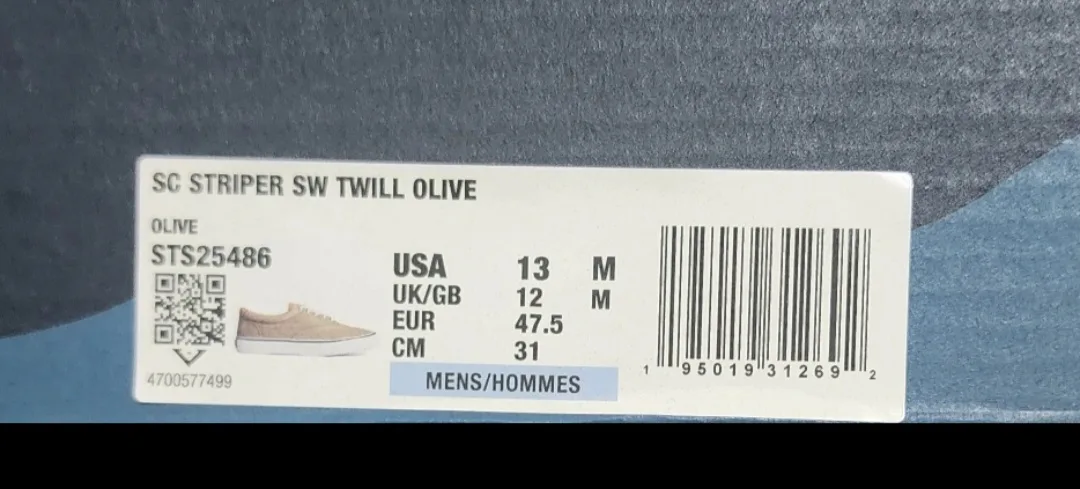 SC STRIPER SW TWILL OLIVE
OLIVE
STS25486
4700577499
USA 13 M
UK/GB 12 M
EUR 47.5
CM 31
MENS/HOMMES
1 95019 31269 2